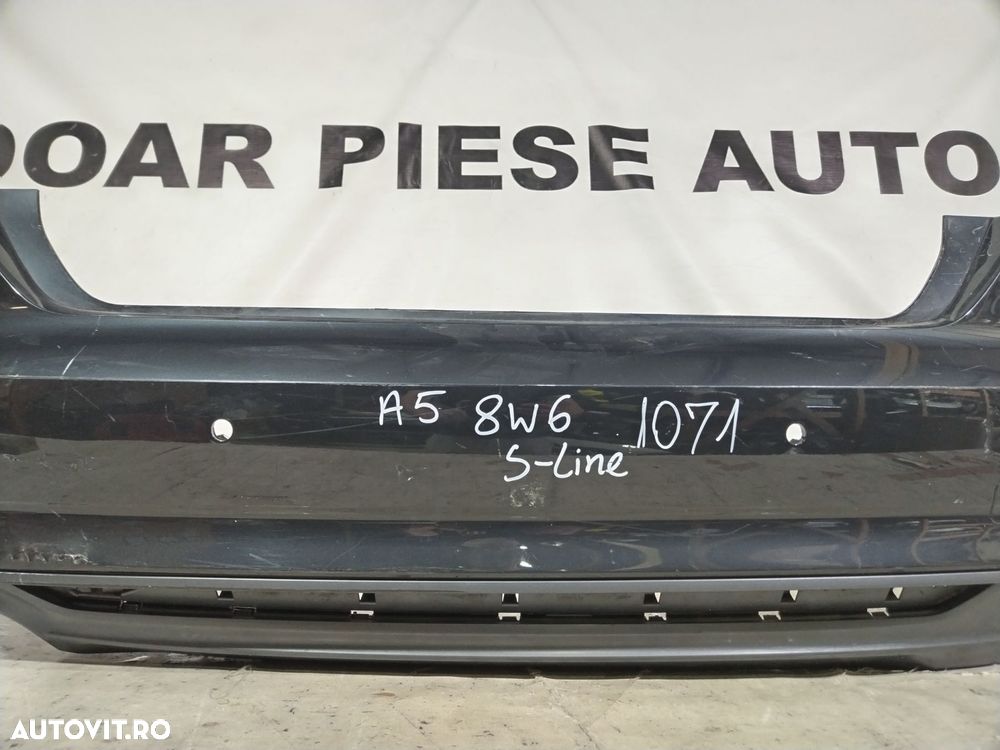 DOAR PIESE AUTO
A5 8W6 1071
S-Line
AUTOVIT.RO